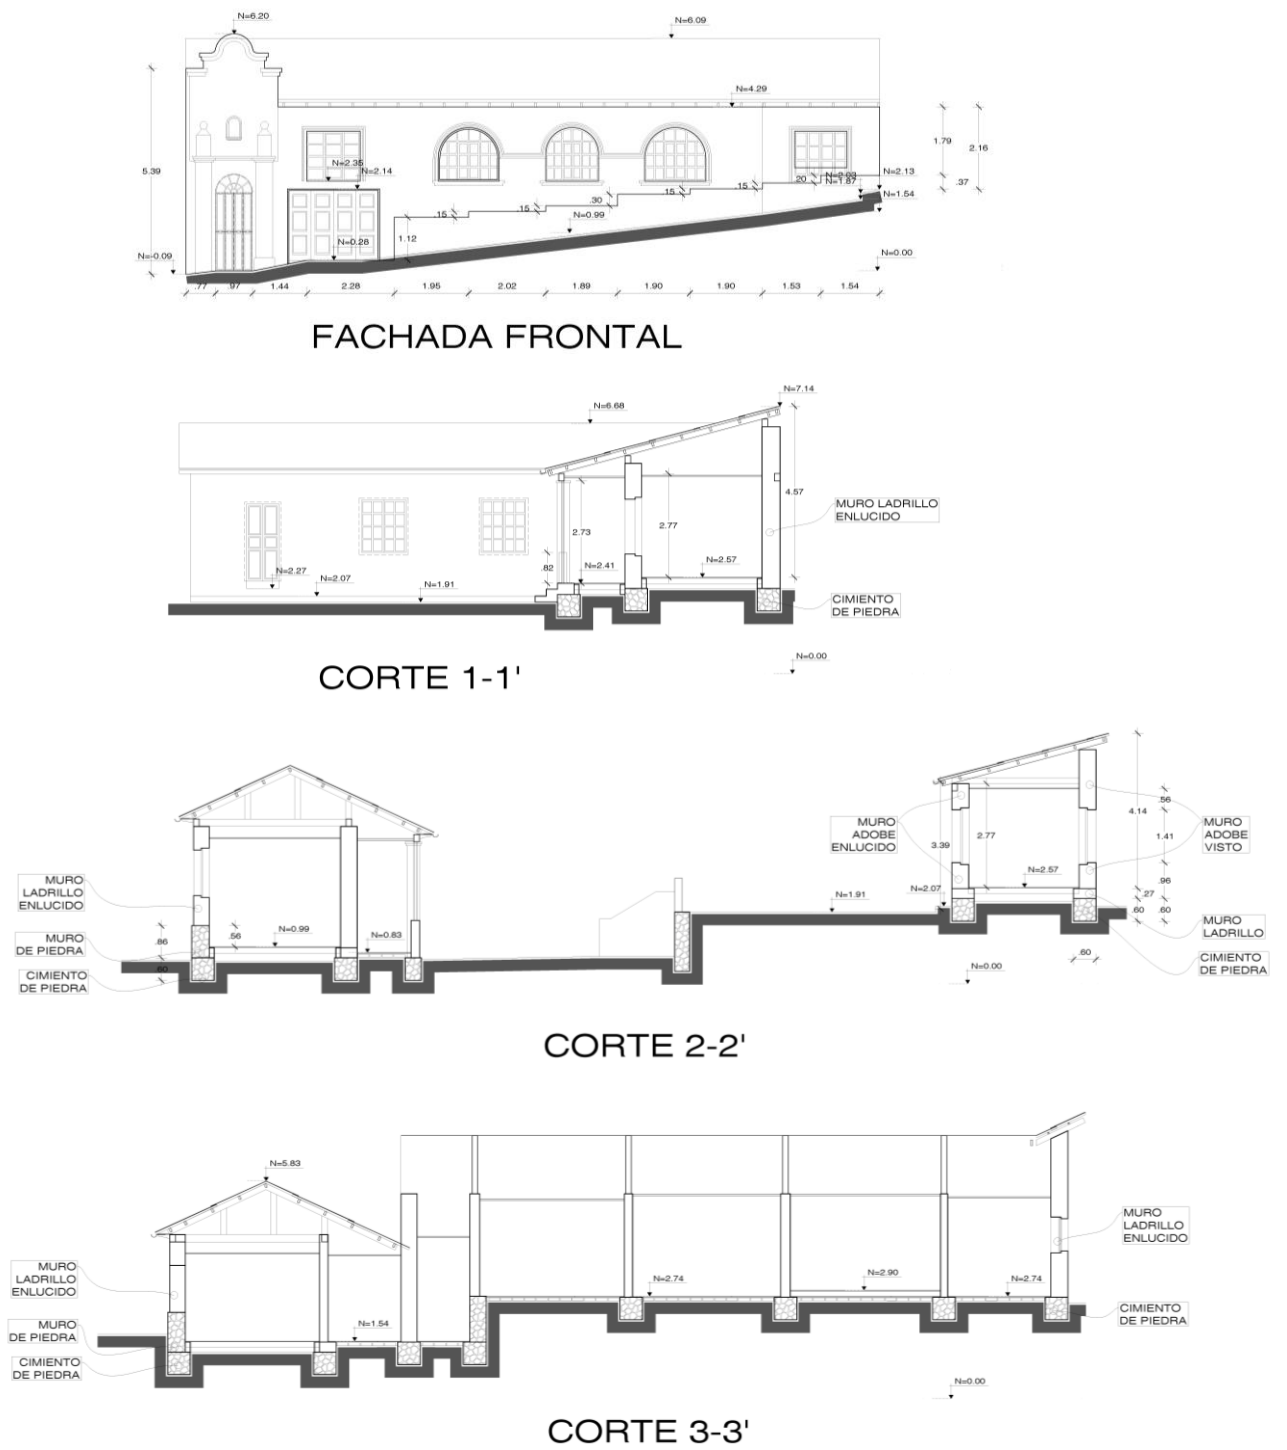 N=6.20
N=6.09
N=4.29
N=2.35
N=2.14
1.79
2.16
5.39
.20
N=2.03
N=1.87
N=2.13
.37
N=1.54
.15
.15
.30
.15
.15
N=0.99
1.12
N=0.28
N=-0.09
N=0.00
.77
.97
1.44
2.28
1.95
2.02
1.89
1.90
1.90
1.53
1.54
FACHADA FRONTAL
N=7.14
N=6.68
4.57
MURO LADRILLO
ENLUCIDO
2.73
2.77
N=2.57
N=2.41
.82
N=2.27
N=2.07
N=1.91
CIMIENTO
DE PIEDRA
N=0.00
CORTE 1-1'
MURO
LADRILLO
ENLUCIDO
MURO
DE PIEDRA
CIMIENTO
DE PIEDRA
.86
.60
.56
N=0.99
N=0.83
MURO
ADOBE
ENLUCIDO
3.39
2.77
N=2.57
N=2.07
N=1.91
4.14
.56
1.41
.96
.27
.60
.60
MURO
ADOBE
VISTO
MURO
LADRILLO
CIMIENTO
DE PIEDRA
.60
N=0.00
CORTE 2-2'
N=5.83
MURO
LADRILLO
ENLUCIDO
MURO
DE PIEDRA
CIMIENTO
DE PIEDRA
N=1.54
N=2.74
N=2.90
N=2.74
MURO
LADRILLO
ENLUCIDO
CIMIENTO
DE PIEDRA
N=0.00
CORTE 3-3'